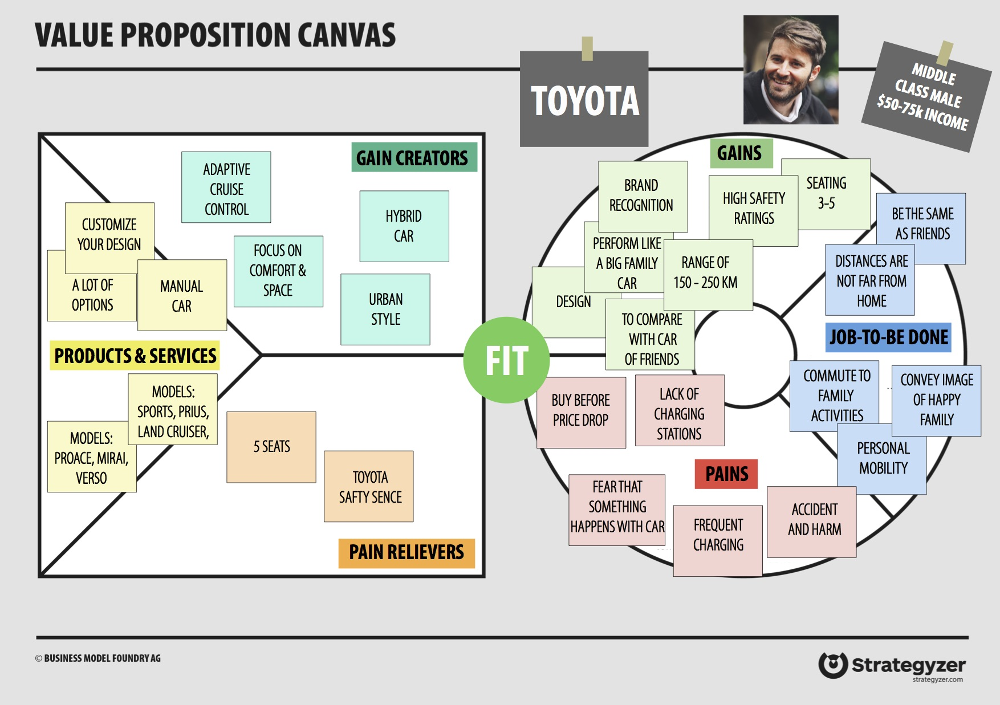 VALUE PROPOSITION CANVAS
TOYOTA
MIDDLE
CLASS MALE
$50-75k INCOME
GAIN CREATORS
ADAPTIVE
CRUISE
CONTROL
HYBRID
CAR
FOCUS ON
COMFORT &
SPACE
URBAN
STYLE
CUSTOMIZE
YOUR DESIGN
A LOT OF
OPTIONS
MANUAL
CAR
PRODUCTS & SERVICES
MODELS:
SPORTS, PRIUS,
LAND CRUISER,
MODELS:
PROACE, MIRAI,
VERSO
5 SEATS
TOYOTA
SAFTY SENCE
PAIN RELIEVERS
FIT
GAINS
BRAND
RECOGNITION
HIGH SAFETY
RATINGS
SEATING
3-5
PERFORM LIKE
A BIG FAMILY
CAR
RANGE OF
150 – 250 KM
DESIGN
TO COMPARE
WITH CAR
OF FRIENDS
BE THE SAME
AS FRIENDS
DISTANCES ARE
NOT FAR FROM
HOME
JOB-TO-BE DONE
COMMUTE TO
FAMILY
ACTIVITIES
CONVEY IMAGE
OF HAPPY
FAMILY
PERSONAL
MOBILITY
BUY BEFORE
PRICE DROP
LACK OF
CHARGING
STATIONS
PAINS
FEAR THAT
SOMETHING
HAPPENS WITH CAR
FREQUENT
CHARGING
ACCIDENT
AND HARM
© BUSINESS MODEL FOUNDRY AG
Strategyzer
strategyzer.com